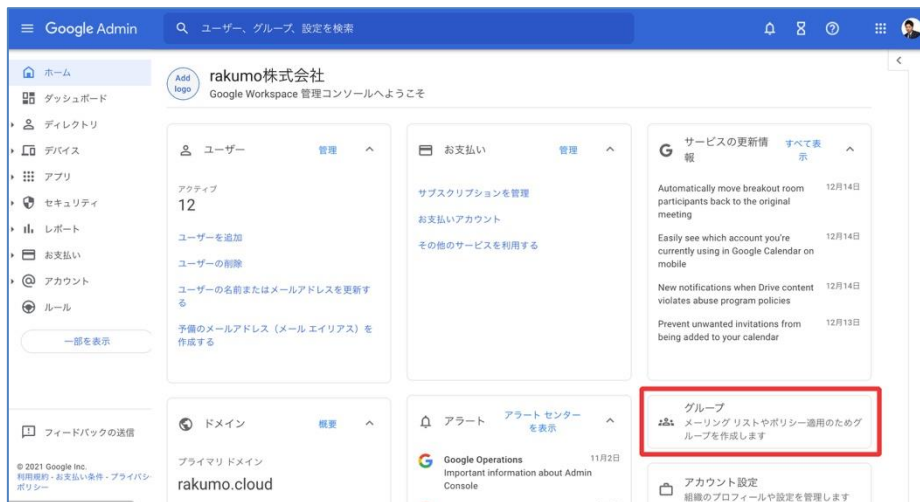 Google Admin
ユーザー、グループ、設定を検索
ホーム
ダッシュボード
ディレクトリ
デバイス
アプリ
セキュリティ
レポート
お支払い
アカウント
ルール
一部を表示
フィードバックの送信
© 2021 Google Inc.
利用規約 - お支払い条件 - プライバシー
ポリシー
Add
logo
rakumo株式会社
Google Workspace 管理コンソールへようこそ
ユーザー
管理
アクティブ
12
ユーザーを追加
ユーザーの削除
ユーザーの名前またはメールアドレスを更新す
る
予備のメールアドレス（メール エイリアス）を
作成する
お支払い
管理
サブスクリプションを管理
お支払いアカウント
その他のサービスを利用する
サービスの更新情
報
すべて表
示
Automatically move breakout room
participants back to the original
meeting
12月14日
Easily see which account you're
currently using in Google Calendar on
mobile
12月14日
New notifications when Drive content
violates abuse program policies
12月14日
Prevent unwanted invitations from
being added to your calendar
12月13日
ドメイン
概要
プライマリ ドメイン
rakumo.cloud
アラート
アラート センター
を表示
Google Operations
11月2日
Important information about Admin
Console
グループ
メーリング リストやポリシー適用のためグ
ループを作成します
アカウント設定
組織のプロフィールや設定を管理します